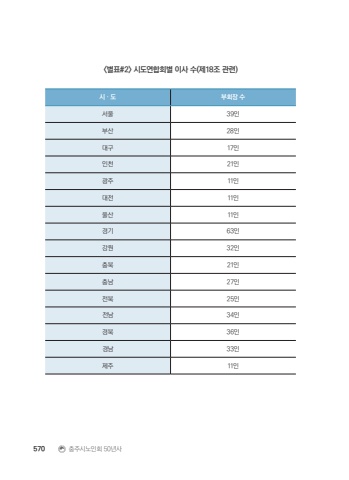 <별표#2> 시도연합회별 이사 수(제18조 관련)
시·도 부회장 수
서울 39인
부산 28인
대구 17인
인천 21인
광주 11인
대전 11인
울산 11인
경기 63인
강원 32인
충북 21인
충남 27인
전북 25인
전남 34인
경북 36인
경남 33인
제주 11인
570 충주시노인회 50년사